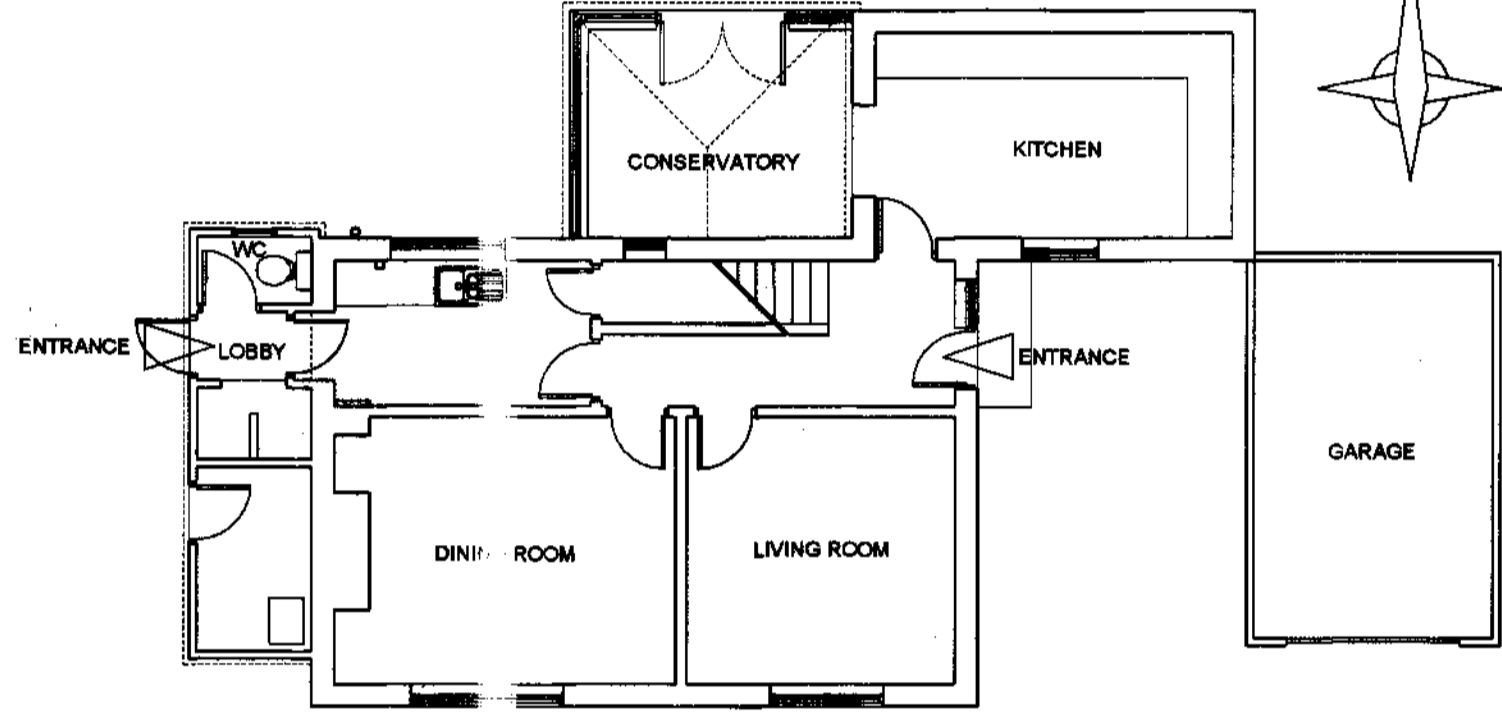 CONSERVATORY
KITCHEN
WC
ENTRANCE
LOBBY
ENTRANCE
GARAGE
ROOM
LIVING ROOM